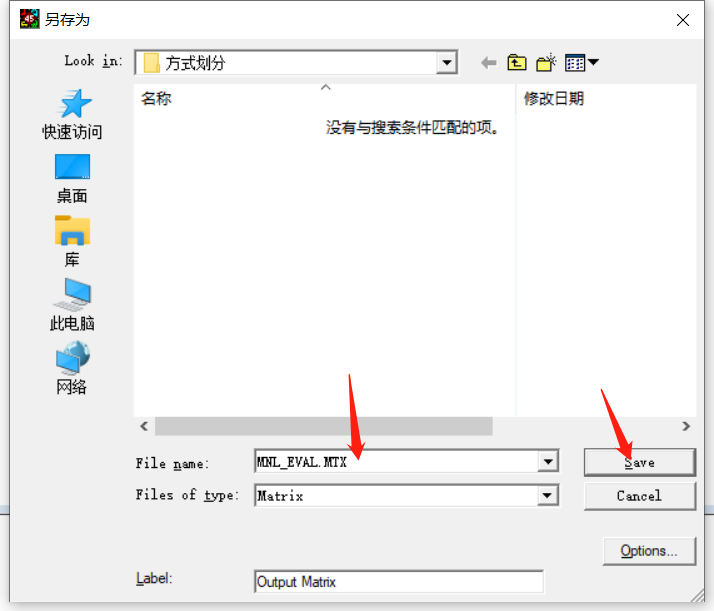 另存为
Look in: 方式划分
名称 修改日期
没有与搜索条件匹配的项。
快速访问
桌面
库
此电脑
网络
File name: MNL_EVAL.MTX Save
Files of type: Matrix Cancel
Options...
Label: Output Matrix